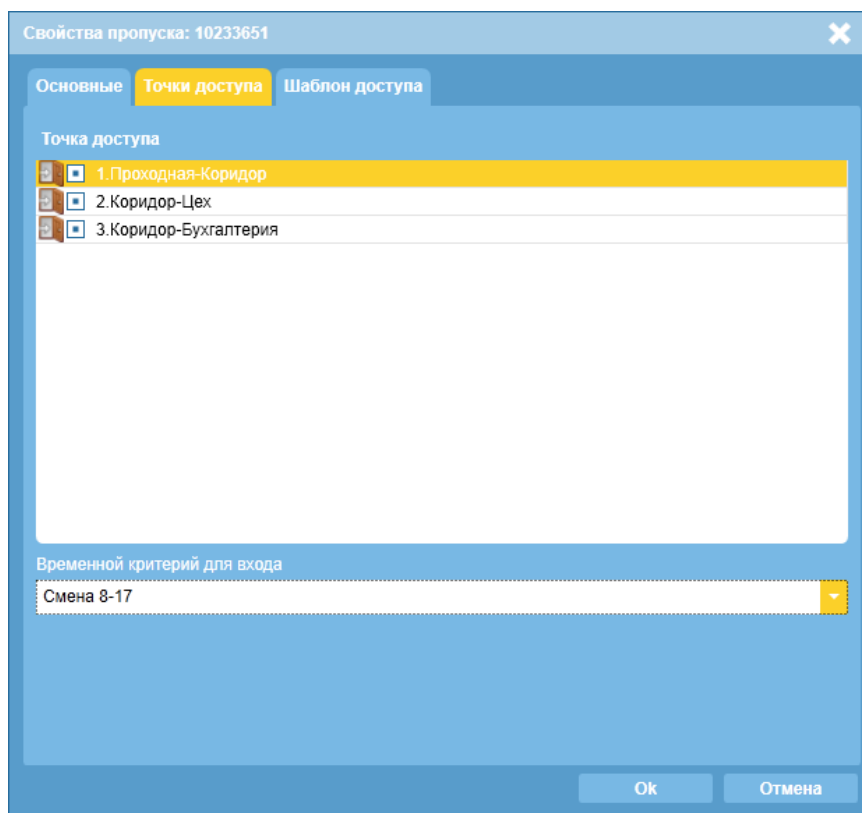 Свойства пропуска: 10233651
Основные Точки доступа Шаблон доступа
Точка доступа
1.Проходная-Коридор
2.Коридор-Цех
3.Коридор-Бухгалтерия
Временной критерий для входа
Смена 8-17
Ok Отмена